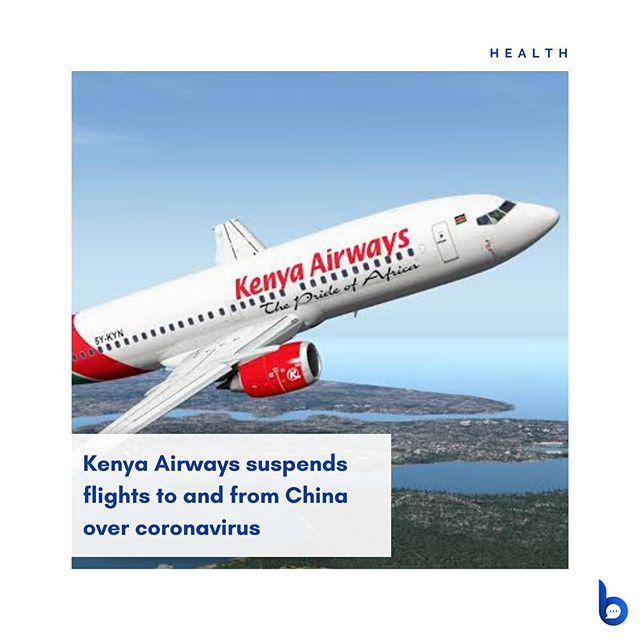 HEALTH
Kenya Airways
The Pride of Africa
5Y-KYN
Kenya Airways suspends
flights to and from China
over coronavirus
b